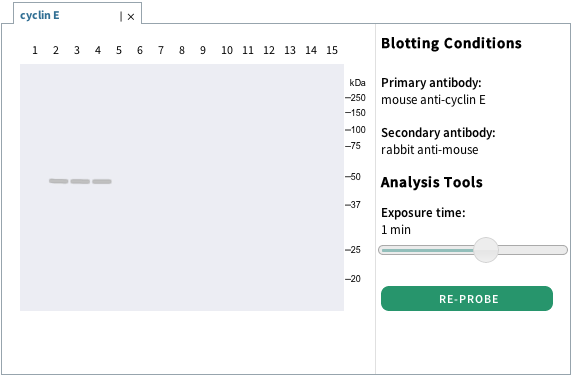 cyclin E | ×
1 2 3 4 5 6 7 8 9 10 11 12 13 14 15
kDa
250
150
100
75
50
37
25
20
Blotting Conditions
Primary antibody:
mouse anti-cyclin E
Secondary antibody:
rabbit anti-mouse
Analysis Tools
Exposure time:
1 min
RE-PROBE